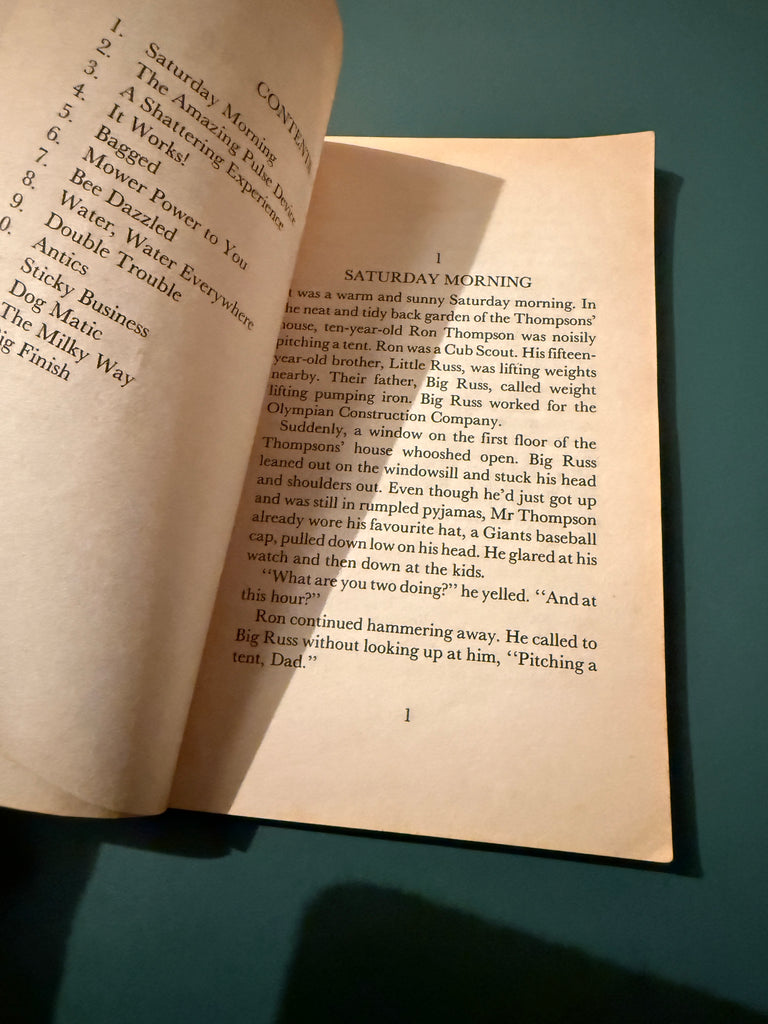 CONTENTS
1. Saturday Morning
2. The Amazing Pulse Device
3. A Shattering Experience
4. It Works!
5. Bagged
6. Mower Power to You
7. Bee Dazzled
8. Water, Water Everywhere
9. Double Trouble
0. Antics
Sticky Business
Dog Matic
The Milky Way
ig Finish
1
SATURDAY MORNING
t was a warm and sunny Saturday morning. In
he neat and tidy back garden of the Thompsons’
house, ten-year-old Ron Thompson was noisily
pitching a tent. Ron was a Cub Scout. His fifteen-
year-old brother, Little Russ, was lifting weights
nearby. Their father, Big Russ, called weight
lifting pumping iron. Big Russ worked for the
Olympian Construction Company.
Suddenly, a window on the first floor of the
Thompsons’ house whooshed open. Big Russ
leaned out on the windowsill and stuck his head
and shoulders out. Even though he’d just got up
and was still in rumpled pyjamas, Mr Thompson
already wore his favourite hat, a Giants baseball
cap, pulled down low on his head. He glared at his
watch and then down at the kids.
“What are you two doing?” he yelled. “And at
this hour?”
Ron continued hammering away. He called to
Big Russ without looking up at him, “Pitching a
tent, Dad.”
1